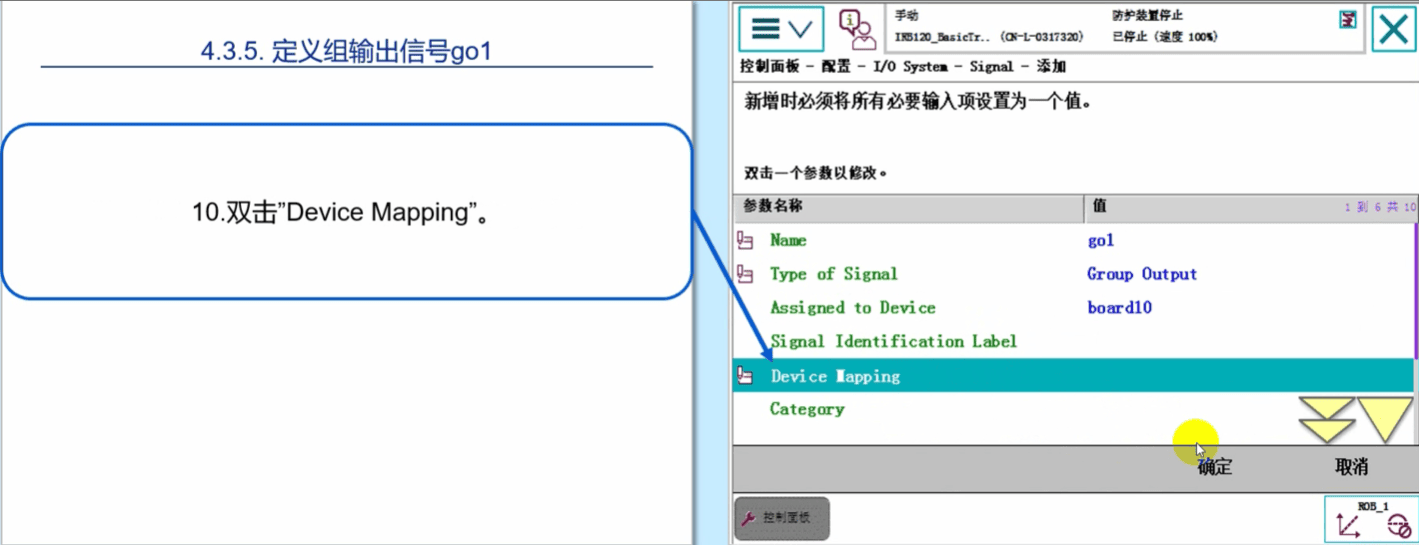 4.3.5. 定义组输出信号go1
10.双击”Device Mapping”。
手动
防护装置停止
IRB120_BasicTr.. (CN-L-0317320)
已停止 (速度 100%)
控制面板 - 配置 - I/O System - Signal - 添加
新增时必须将所有必要输入项设置为一个值。
双击一个参数以修改。
参数名称
值
1 到 6 共 10
Name
go1
Type of Signal
Group Output
Assigned to Device
board10
Signal Identification Label
Device Mapping
Category
确定
取消
控制面板
ROB_1